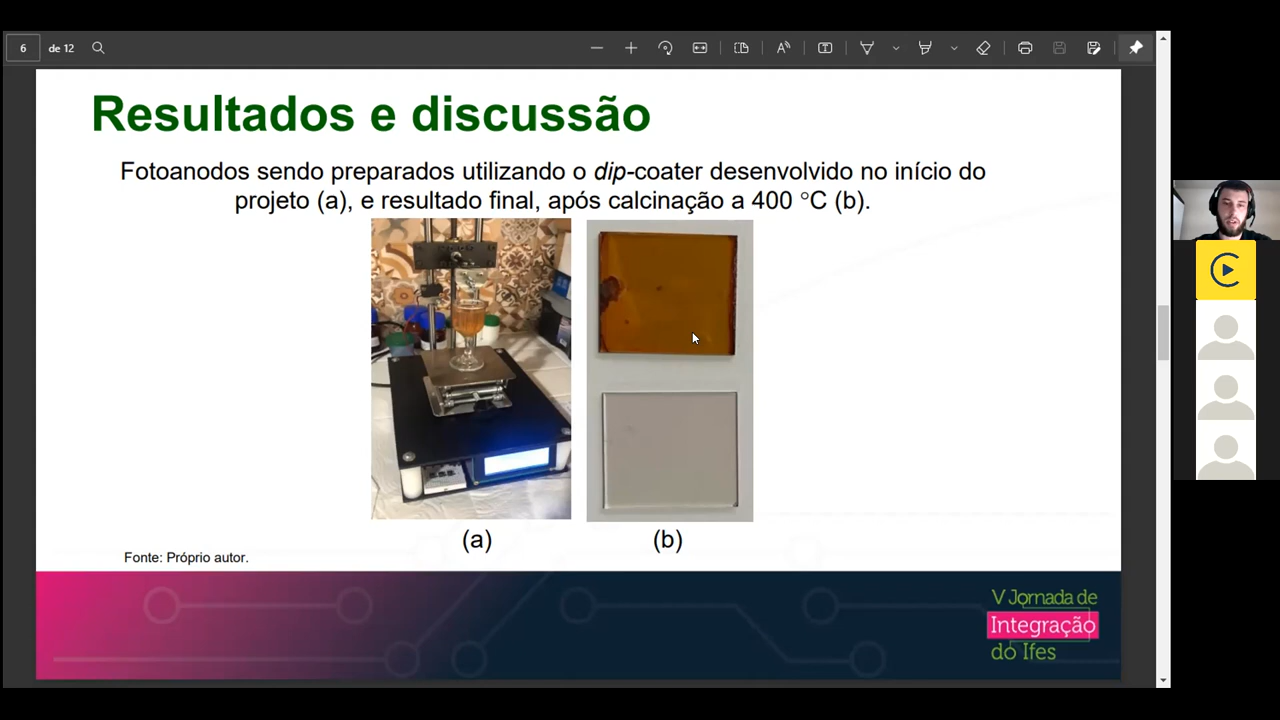 6 de 12
Resultados e discussão
Fotoanodos sendo preparados utilizando o dip-coater desenvolvido no início do
projeto (a), e resultado final, após calcinação a 400 °C (b).
(a) (b)
Fonte: Próprio autor.
V Jornada de
Integração
do Ifes